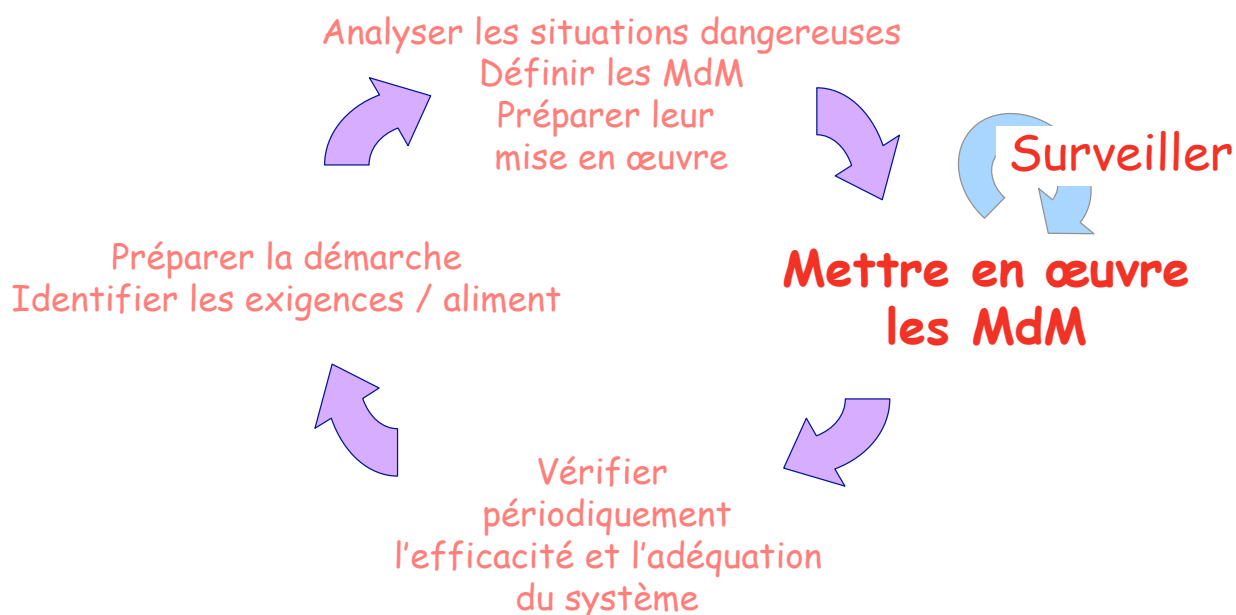 Analyser les situations dangereuses
Définir les MdM
Préparer leur
mise en œuvre
Surveiller
Mettre en œuvre
les MdM
Préparer la démarche
Identifier les exigences / aliment
Vérifier
périodiquement
l’efficacité et l’adéquation
du système